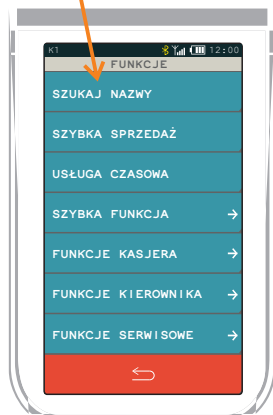 K1 12:00
FUNKCJE
SZUKAJ NAZWY
SZYBKA SPRZEDAŻ
USŁUGA CZASOWA
SZYBKA FUNKCJA →
FUNKCJE KASJERA →
FUNKCJE KIEROWNIKA →
FUNKCJE SERWISOWE →